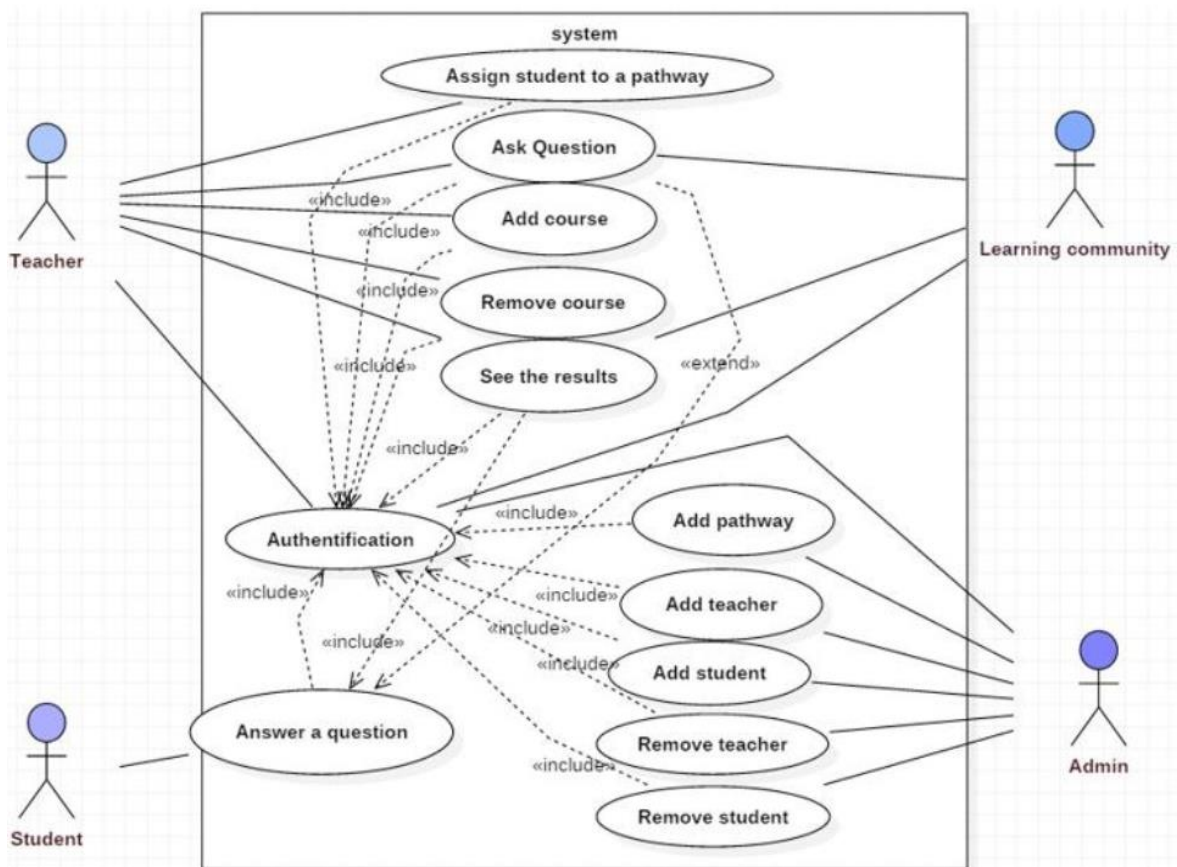 system
Assign student to a pathway
Ask Question
«include»
Add course
«include»
Teacher
Learning community
«include»
Remove course
«include»
See the results
«extend»
«include»
«include»
Add pathway
Authentification
«include»
«include»
Add teacher
«include»
«include»
«include»
Add student
Answer a question
Remove teacher
«include»
Admin
Remove student
Student